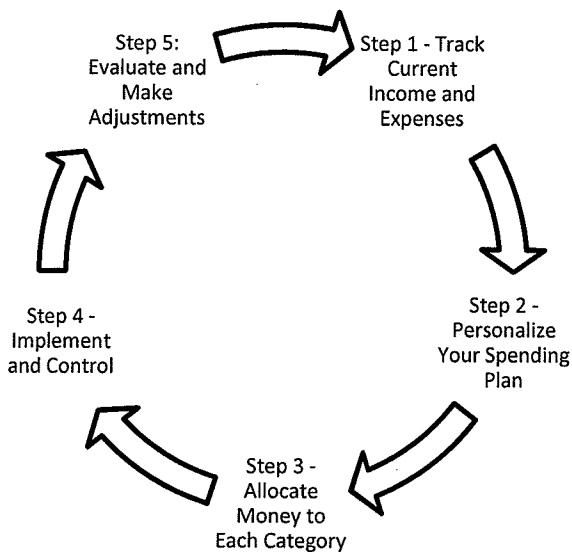 Step 1 - Track
Current
Income and
Expenses
Step 2 -
Personalize
Your Spending
Plan
Step 3 -
Allocate
Money to
Each Category
Step 4 -
Implement
and Control
Step 5:
Evaluate and
Make
Adjustments